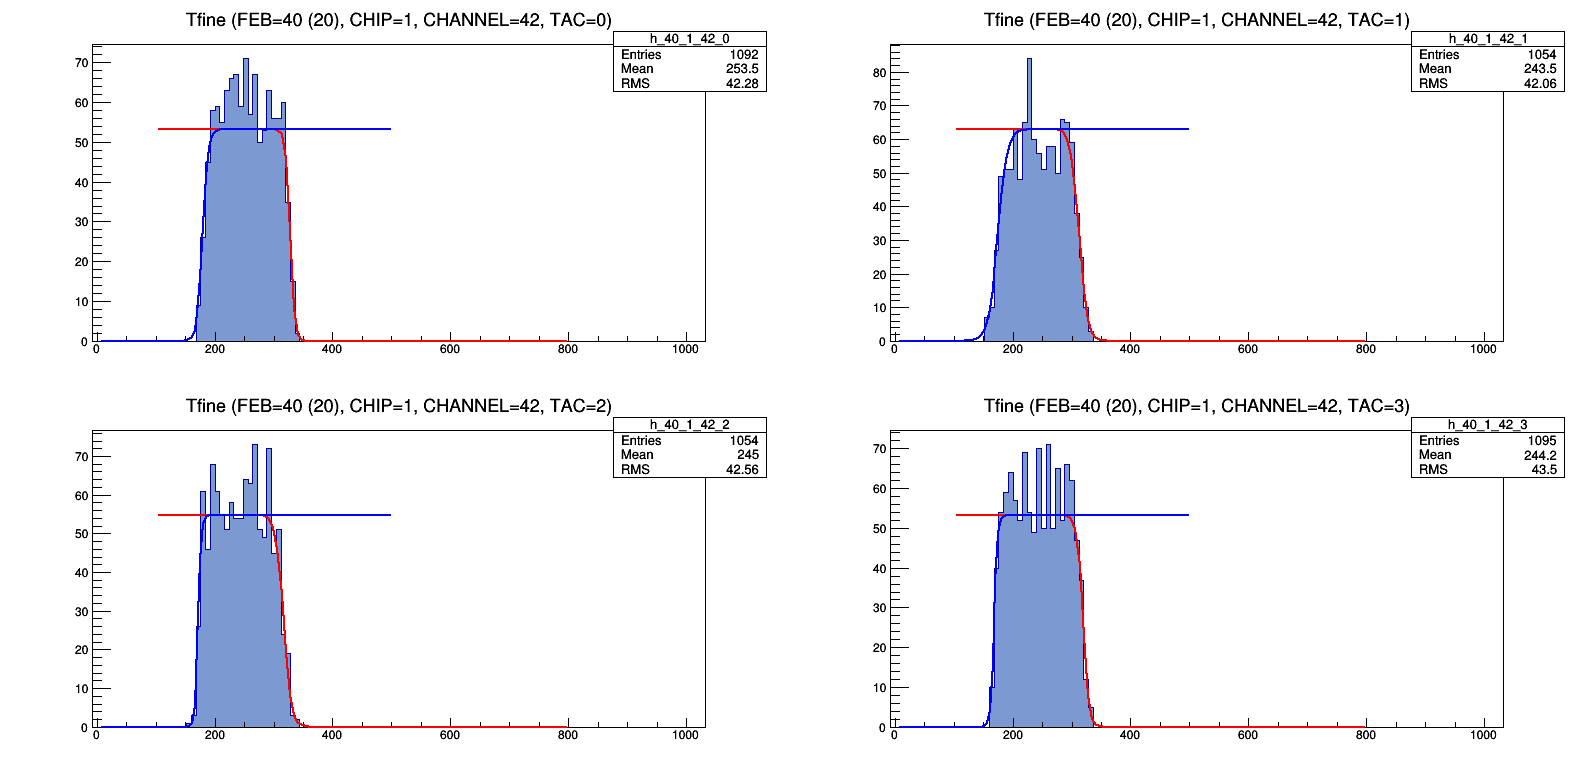 Tfine (FEB=40 (20), CHIP=1, CHANNEL=42, TAC=0)
h_40_1_42_0
Entries 1092
Mean 253.5
RMS 42.28
70
60
50
40
30
20
10
0
0 200 400 600 800 1000
Tfine (FEB=40 (20), CHIP=1, CHANNEL=42, TAC=1)
h_40_1_42_1
Entries 1054
Mean 243.5
RMS 42.06
80
70
60
50
40
30
20
10
0
0 200 400 600 800 1000
Tfine (FEB=40 (20), CHIP=1, CHANNEL=42, TAC=2)
h_40_1_42_2
Entries 1054
Mean 245
RMS 42.56
70
60
50
40
30
20
10
0
0 200 400 600 800 1000
Tfine (FEB=40 (20), CHIP=1, CHANNEL=42, TAC=3)
h_40_1_42_3
Entries 1095
Mean 244.2
RMS 43.5
70
60
50
40
30
20
10
0
0 200 400 600 800 1000